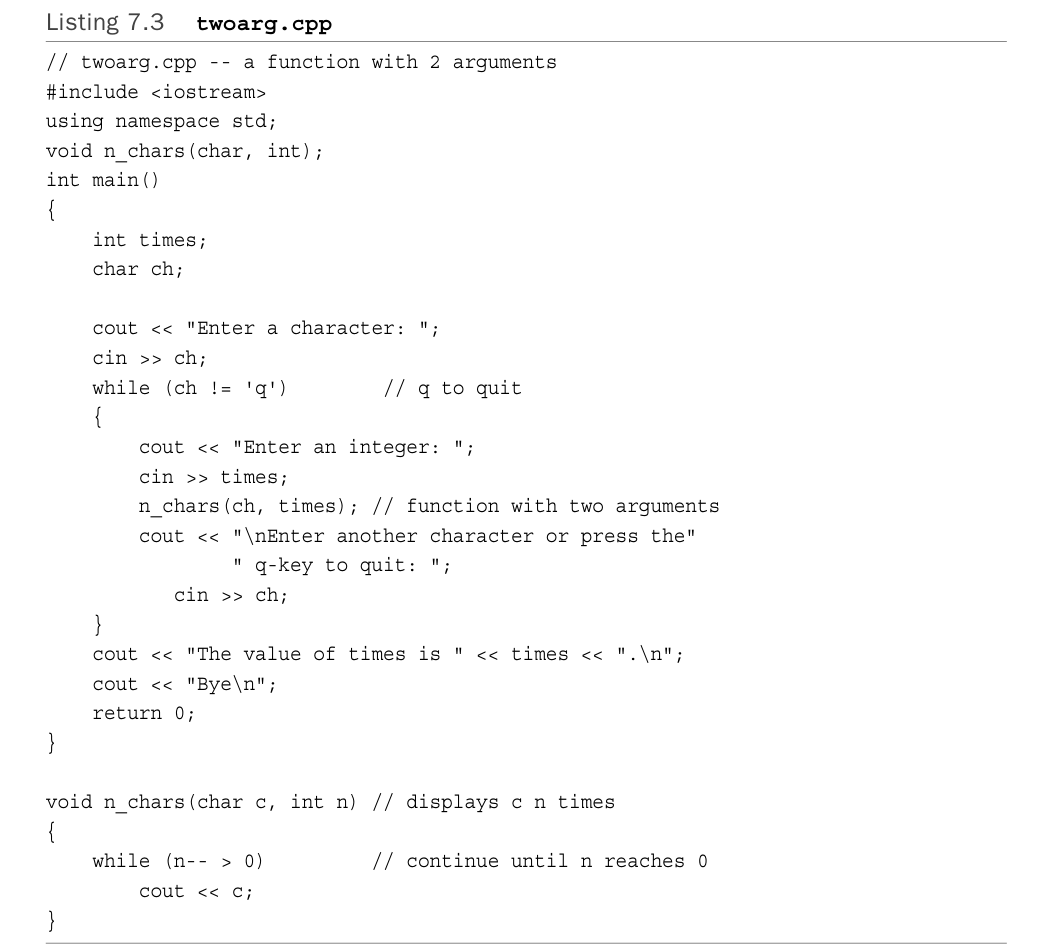 Listing 7.3 twoarg.cpp
// twoarg.cpp -- a function with 2 arguments
#include <iostream>
using namespace std;
void n_chars(char, int);
int main()
{
    int times;
    char ch;

    cout << "Enter a character: ";
    cin >> ch;
    while (ch != 'q')        // q to quit
    {
        cout << "Enter an integer: ";
        cin >> times;
        n_chars(ch, times); // function with two arguments
        cout << "\nEnter another character or press the"
                " q-key to quit: ";
           cin >> ch;
    }
    cout << "The value of times is " << times << ".\n";
    cout << "Bye\n";
    return 0;
}

void n_chars(char c, int n) // displays c n times
{
    while (n-- > 0)         // continue until n reaches 0
        cout << c;
}